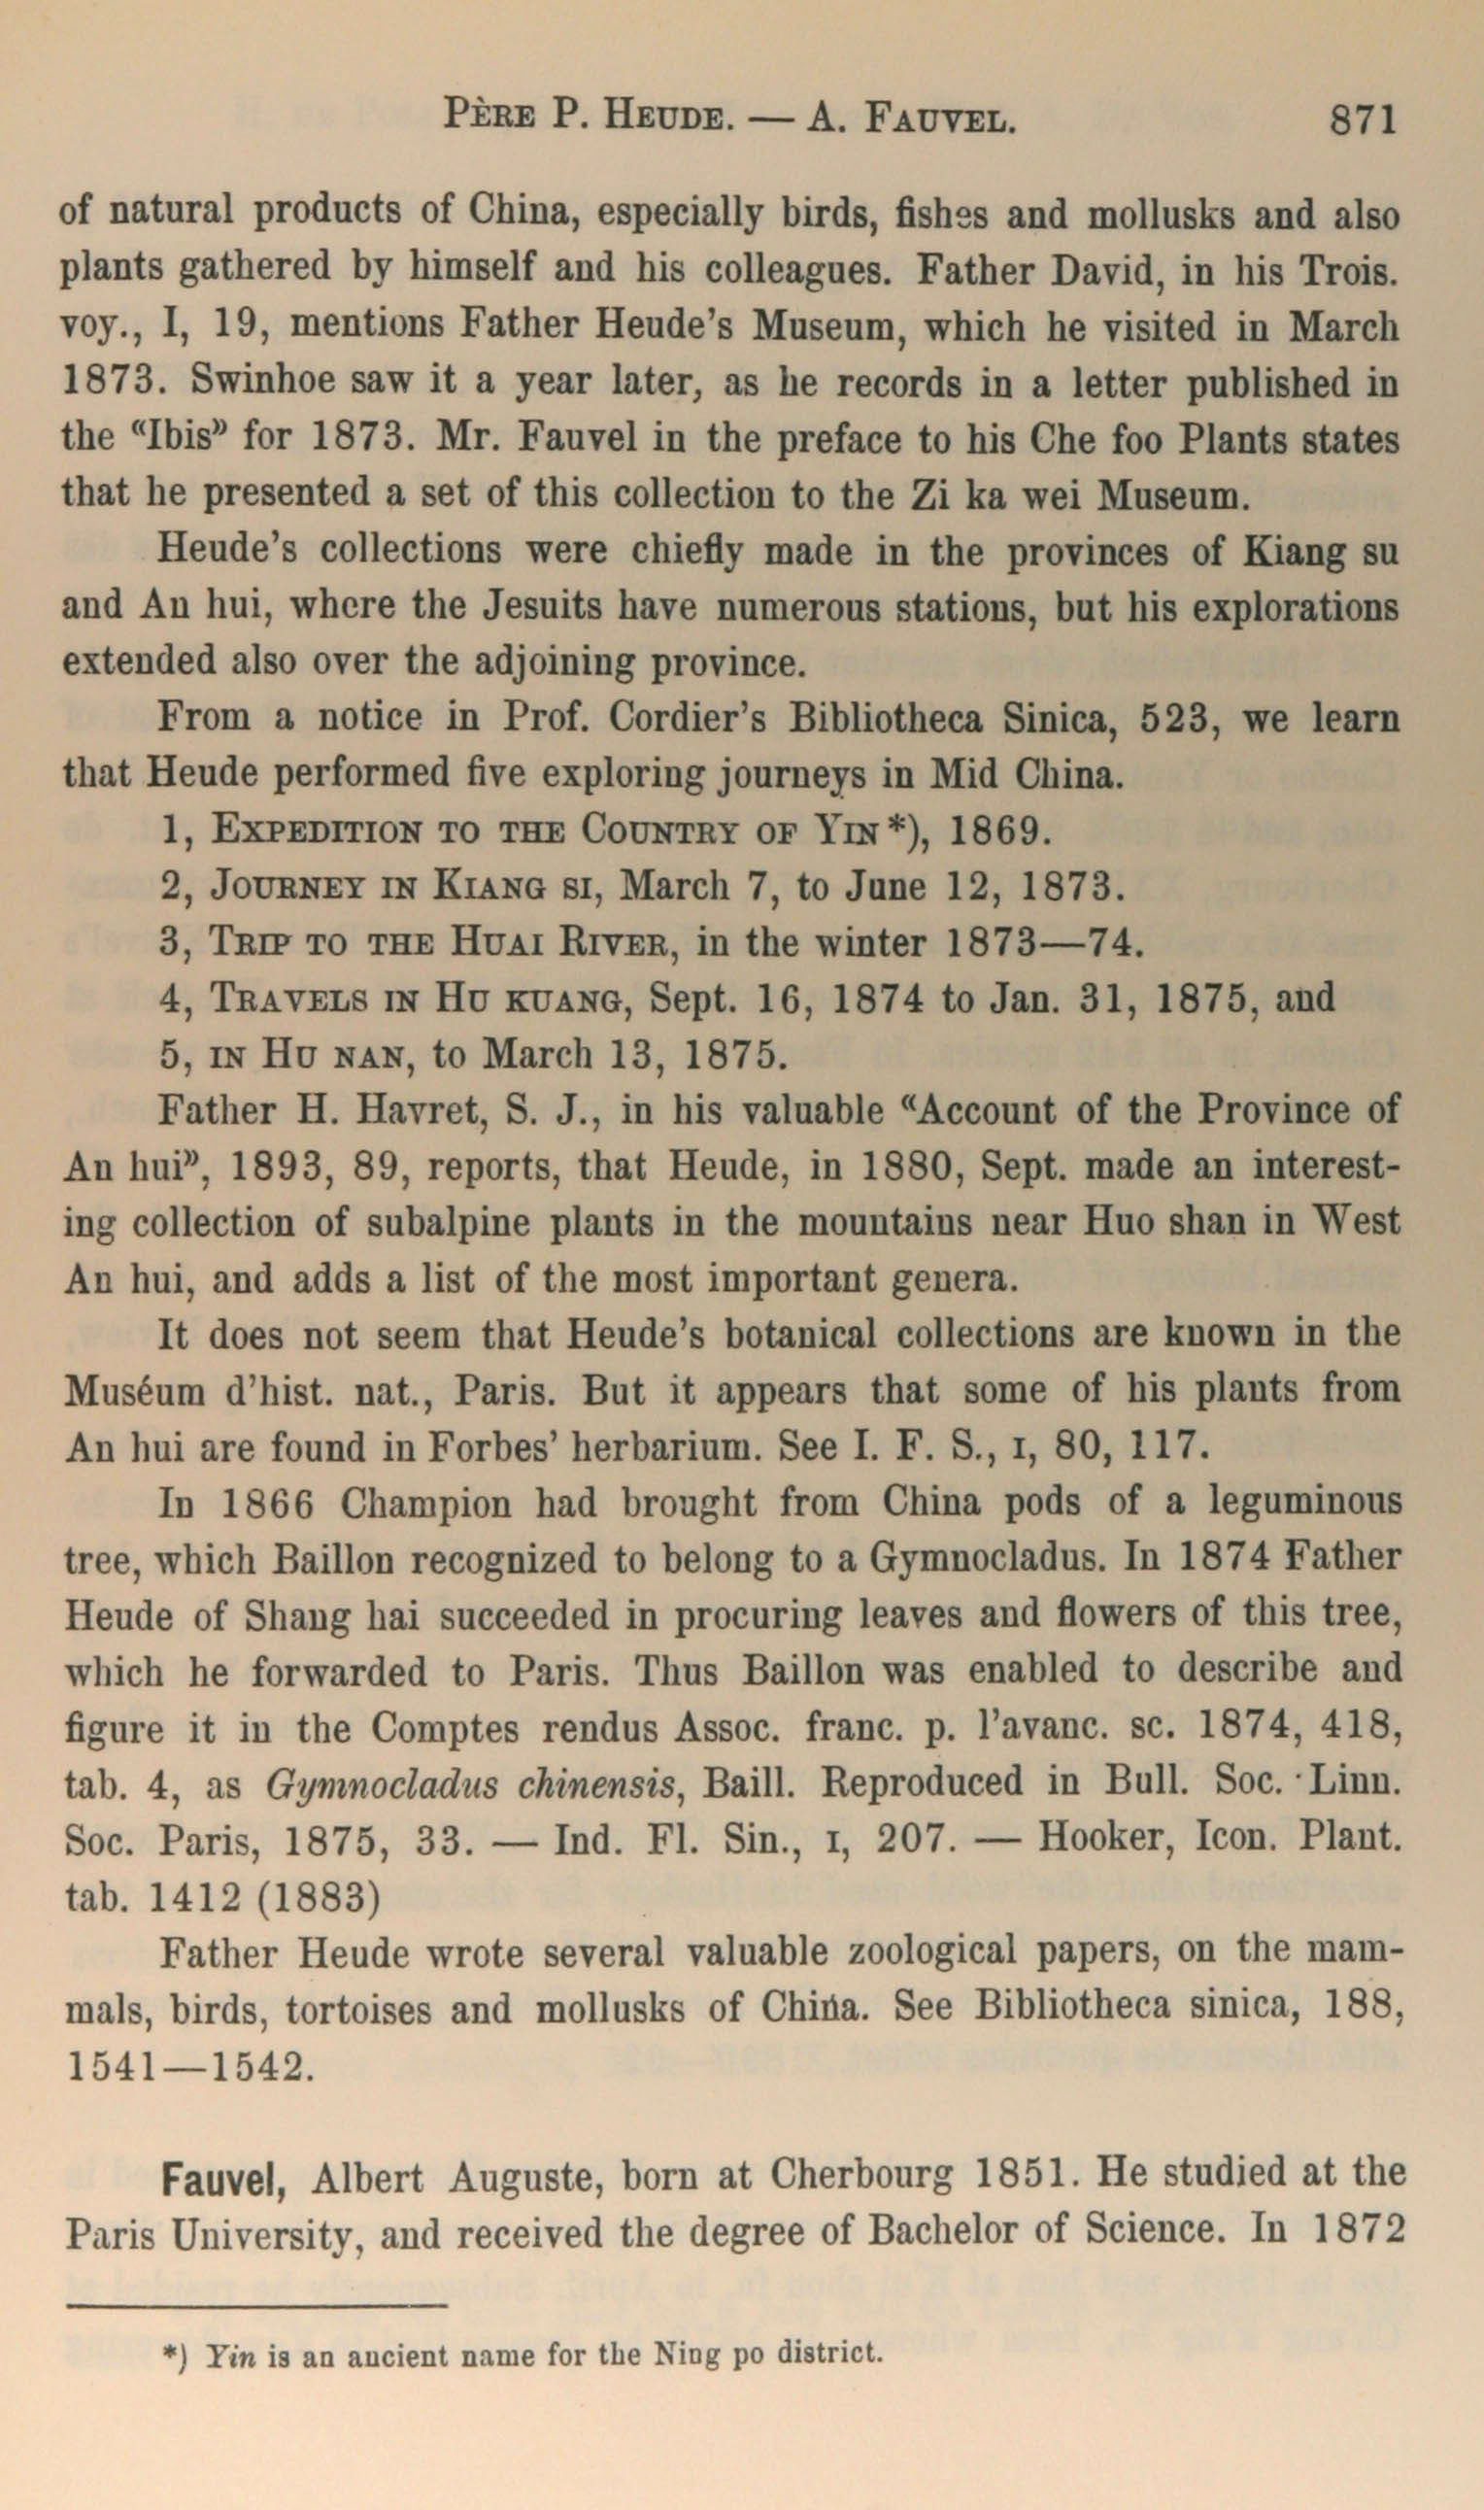 PÈRE P. HEUDE. — A. FAUVEL. 871
of natural products of China, especially birds, fishes and mollusks and also
plants gathered by himself and his colleagues. Father David, in his Trois.
voy., I, 19, mentions Father Heude's Museum, which he visited in March
1873. Swinhoe saw it a year later, as he records in a letter published in
the “Ibis” for 1873. Mr. Fauvel in the preface to his Che foo Plants states
that he presented a set of this collection to the Zi ka wei Museum.
Heude's collections were chiefly made in the provinces of Kiang su
and An hui, where the Jesuits have numerous stations, but his explorations
extended also over the adjoining province.
From a notice in Prof. Cordier's Bibliotheca Sinica, 523, we learn
that Heude performed five exploring journeys in Mid China.
1, EXPEDITION TO THE COUNTRY OF YIN*), 1869.
2, JOURNEY IN KIANG SI, March 7, to June 12, 1873.
3, TRIP TO THE HUAI RIVER, in the winter 1873—74.
4, TRAVELS IN HU KUANG, Sept. 16, 1874 to Jan. 31, 1875, and
5, IN HU NAN, to March 13, 1875.
Father H. Havret, S. J., in his valuable “Account of the Province of
An hui”, 1893, 89, reports, that Heude, in 1880, Sept. made an interest-
ing collection of subalpine plants in the mountains near Huo shan in West
An hui, and adds a list of the most important genera.
It does not seem that Heude's botanical collections are known in the
Muséum d'hist. nat., Paris. But it appears that some of his plants from
An hui are found in Forbes' herbarium. See I. F. S., I, 80, 117.
In 1866 Champion had brought from China pods of a leguminous
tree, which Baillon recognized to belong to a Gymnocladus. In 1874 Father
Heude of Shang hai succeeded in procuring leaves and flowers of this tree,
which he forwarded to Paris. Thus Baillon was enabled to describe and
figure it in the Comptes rendus Assoc. franc. p. l'avanc. sc. 1874, 418,
tab. 4, as Gymnocladus chinensis, Baill. Reproduced in Bull. Soc. Linn.
Soc. Paris, 1875, 33. — Ind. Fl. Sin., I, 207. — Hooker, Icon. Plant.
tab. 1412 (1883)
Father Heude wrote several valuable zoological papers, on the mam-
mals, birds, tortoises and mollusks of China. See Bibliotheca sinica, 188,
1541—1542.
Fauvel, Albert Auguste, born at Cherbourg 1851. He studied at the
Paris University, and received the degree of Bachelor of Science. In 1872
*) Yin is an ancient name for the Ning po district.